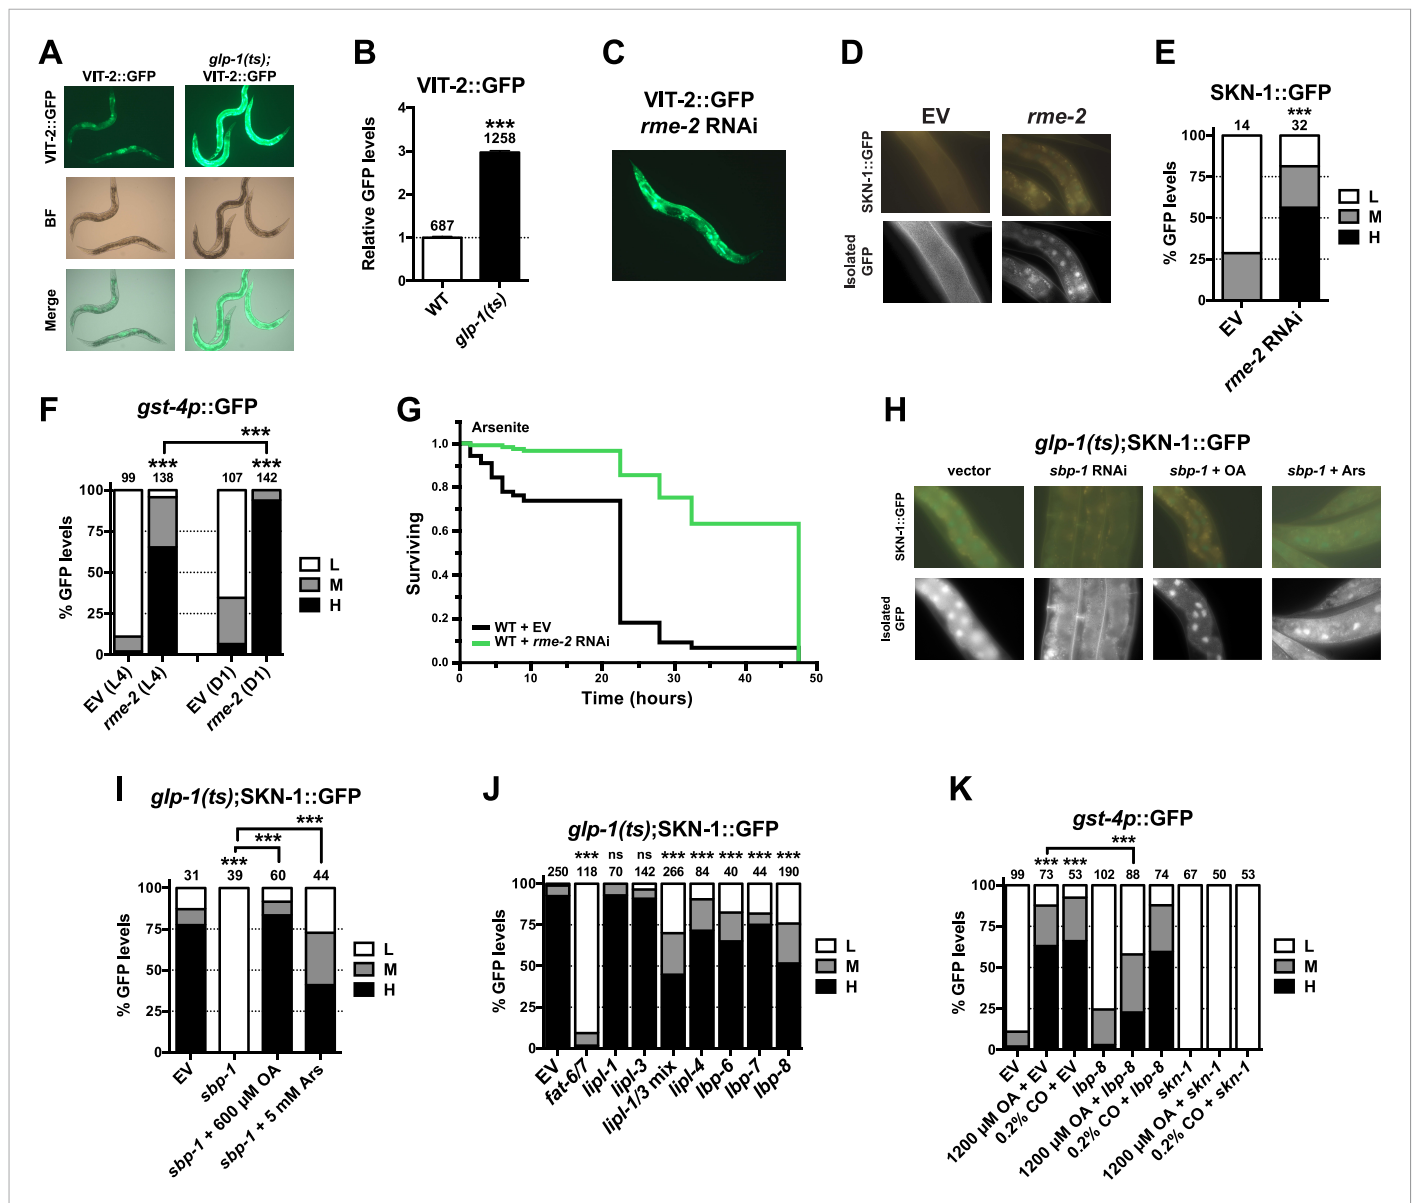 A
VIT-2::GFP
glp-1(ts);
VIT-2::GFP
VIT-2::GFP
BF
Merge
B
VIT-2::GFP
Relative GFP levels
4
3
2
1
0
687
***
1258
WT
glp-1(ts)
C
VIT-2::GFP
rme-2 RNAi
D
EV
rme-2
SKN-1::GFP
Isolated
GFP
E
SKN-1::GFP
***
14
32
% GFP levels
100
75
50
25
0
L
M
H
EV
rme-2 RNAi
F
gst-4p::GFP
***
***
***
99
138
107
142
% GFP levels
100
75
50
25
0
L
M
H
EV (L4)
rme-2 (L4)
EV (D1)
rme-2 (D1)
G
Arsenite
Surviving
1.0
0.8
0.6
0.4
0.2
0.0
WT + EV
WT + rme-2 RNAi
0
10
20
30
40
50
Time (hours)
H
glp-1(ts);SKN-1::GFP
vector
sbp-1 RNAi
sbp-1 + OA
sbp-1 + Ars
SKN-1::GFP
Isolated
GFP
I
glp-1(ts);SKN-1::GFP
***
***
***
31
39
60
44
% GFP levels
100
75
50
25
0
L
M
H
EV
sbp-1
sbp-1 + 600 µM OA
sbp-1 + 5 mM Ars
J
glp-1(ts);SKN-1::GFP
*** ns ns *** *** *** *** ***
250 118 70 142 266 84 40 44 190
% GFP levels
100
75
50
25
0
L
M
H
EV
fat-6/7
lipl-1
lipl-3
lipl-1/3 mix
lipl-4
lbp-6
lbp-7
lbp-8
K
gst-4p::GFP
***
*** ***
99 73 53 102 88 74 67 50 53
% GFP levels
100
75
50
25
0
L
M
H
EV
1200 µM OA + EV
0.2% CO + EV
lbp-8
1200 µM OA + lbp-8
0.2% CO + lbp-8
skn-1
1200 µM OA + skn-1
0.2% CO + skn-1